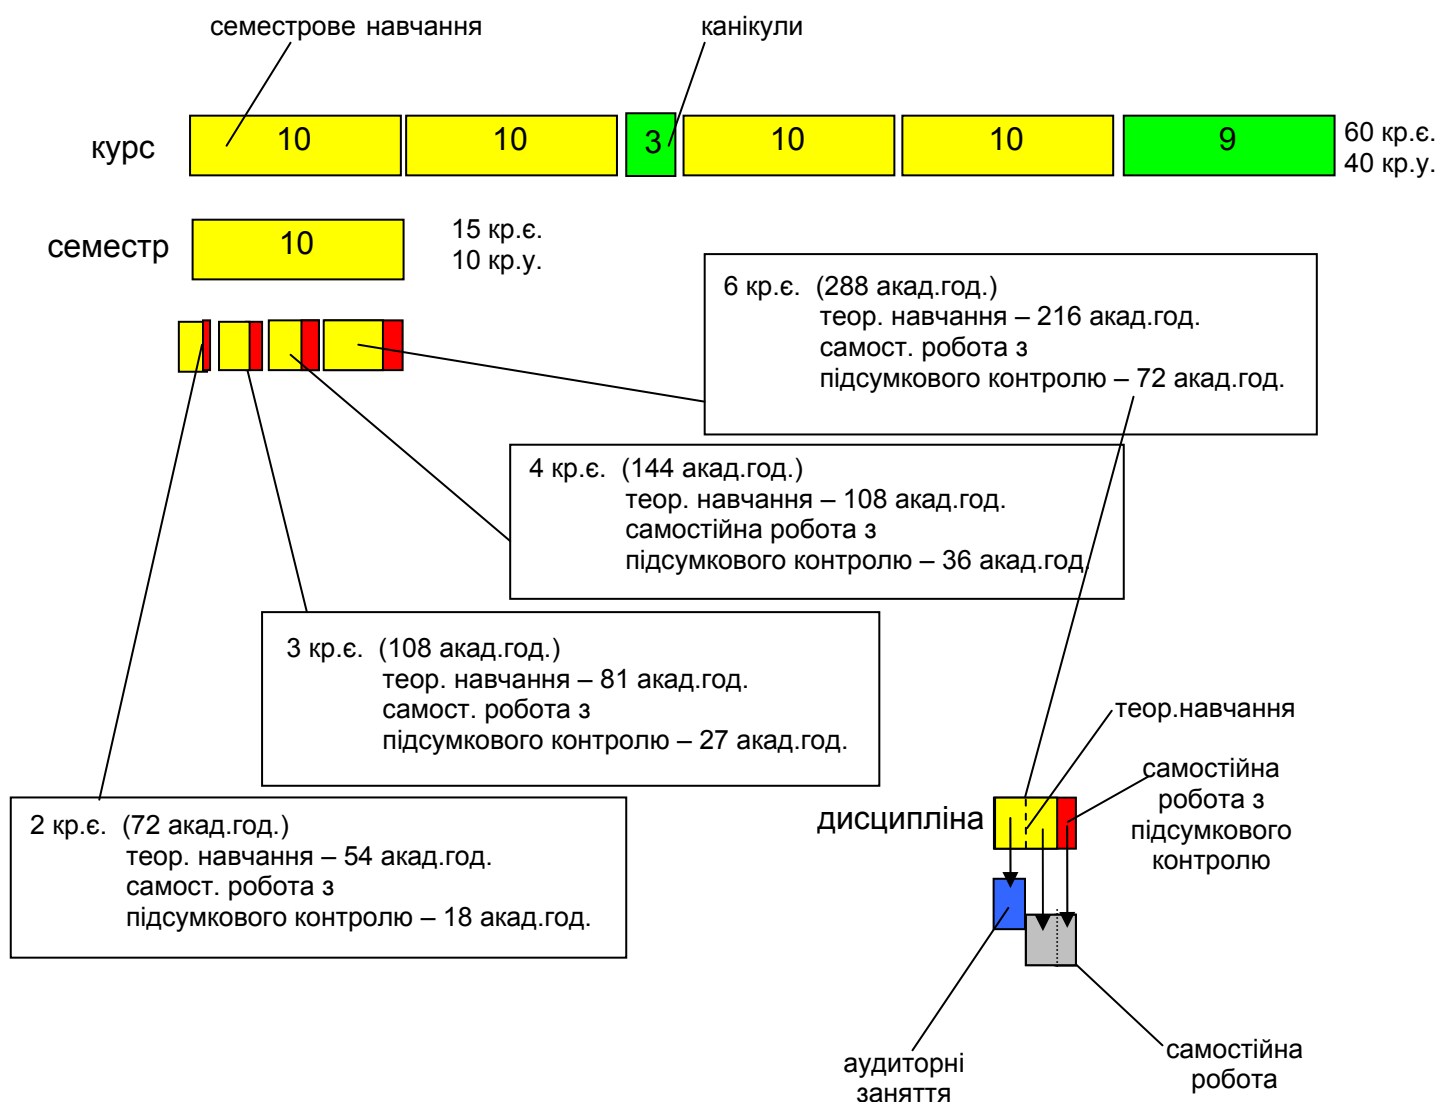 семестрове навчання
канікули
курс
10
10
3
10
10
9
60 кр.є.
40 кр.у.
семестр
10
15 кр.є.
10 кр.у.
6 кр.є. (288 акад.год.)
теор. навчання – 216 акад.год.
самост. робота з
підсумкового контролю – 72 акад.год.
4 кр.є. (144 акад.год.)
теор. навчання – 108 акад.год.
самостійна робота з
підсумкового контролю – 36 акад.год.
3 кр.є. (108 акад.год.)
теор. навчання – 81 акад.год.
самост. робота з
підсумкового контролю – 27 акад.год.
2 кр.є. (72 акад.год.)
теор. навчання – 54 акад.год.
самост. робота з
підсумкового контролю – 18 акад.год.
теор.навчання
дисципліна
самостійна
робота з
підсумкового
контролю
аудиторні
заняття
самостійна
робота